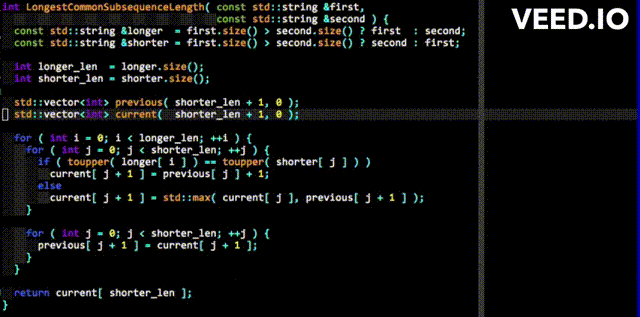 int LongestCommonSubsequenceLength( const std::string &first,
                                    const std::string &second ) {
  const std::string &longer  = first.size() > second.size() ? first  : second;
  const std::string &shorter = first.size() > second.size() ? second : first;
  int longer_len  = longer.size();
  int shorter_len = shorter.size();
  std::vector<int> previous( shorter_len + 1, 0 );
  std::vector<int> current(  shorter_len + 1, 0 );
  for ( int i = 0; i < longer_len; ++i ) {
    for ( int j = 0; j < shorter_len; ++j ) {
      if ( toupper( longer[ i ] ) == toupper( shorter[ j ] ) )
        current[ j + 1 ] = previous[ j ] + 1;
      else
        current[ j + 1 ] = std::max( current[ j ], previous[ j + 1 ] );
    }
    for ( int j = 0; j < shorter_len; ++j ) {
      previous[ j + 1 ] = current[ j + 1 ];
    }
  }
  return current[ shorter_len ];
}
VEED.IO